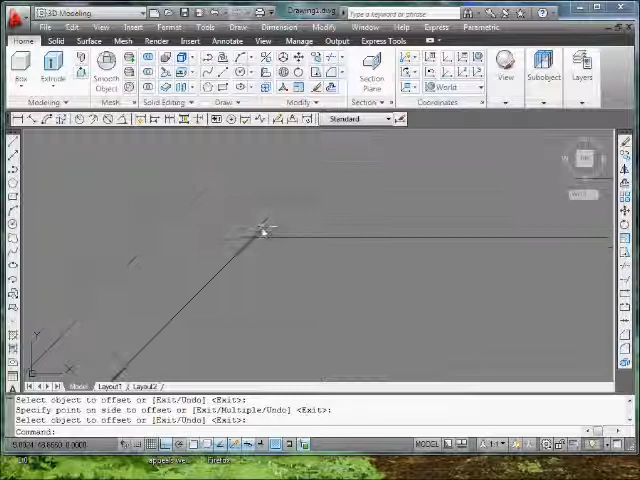 3D Modeling
Drawing1.dwg
Type a keyword or phrase
File Edit View Insert Format Tools Draw Dimension Modify Window Help Express Parametric
Home Solid Surface Mesh Render Insert Annotate View Manage Output Express Tools
Box Extrude Smooth Object Section Plane View Subobject Layers
World
Modeling Mesh Solid Editing Draw Modify Section Coordinates
Standard
Y
X
Model Layout1 Layout2
Select object to offset or [Exit/Undo] <Exit>:
Specify point on side to offset or [Exit/Multiple/Undo] <Exit>:
Select object to offset or [Exit/Undo] <Exit>:
Command:
MODEL 1:1
Firefox